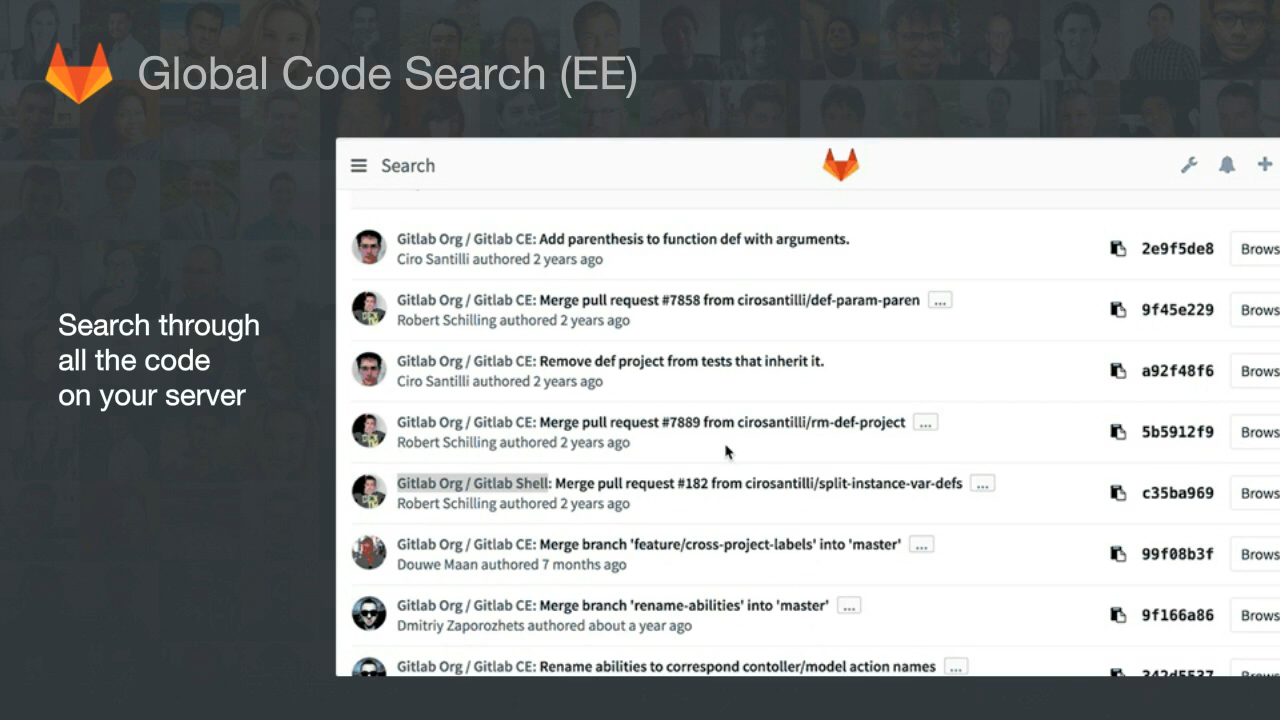 Global Code Search (EE)
Search through
all the code
on your server
Search
Gitlab Org / Gitlab CE: Add parenthesis to function def with arguments.
Ciro Santilli authored 2 years ago
2e9f5de8
Brows
Gitlab Org / Gitlab CE: Merge pull request #7858 from cirosantilli/def-param-paren ...
Robert Schilling authored 2 years ago
9f45e229
Brows
Gitlab Org / Gitlab CE: Remove def project from tests that inherit it.
Ciro Santilli authored 2 years ago
a92f48f6
Brows
Gitlab Org / Gitlab CE: Merge pull request #7889 from cirosantilli/rm-def-project ...
Robert Schilling authored 2 years ago
5b5912f9
Brows
Gitlab Org / Gitlab Shell: Merge pull request #182 from cirosantilli/split-instance-var-defs ...
Robert Schilling authored 2 years ago
c35ba969
Brows
Gitlab Org / Gitlab CE: Merge branch 'feature/cross-project-labels' into 'master' ...
Douwe Maan authored 7 months ago
99f08b3f
Brows
Gitlab Org / Gitlab CE: Merge branch 'rename-abilities' into 'master' ...
Dmitriy Zaporozhets authored about a year ago
9f166a86
Brows
Gitlab Org / Gitlab CE: Rename abilities to correspond contoller/model action names ...